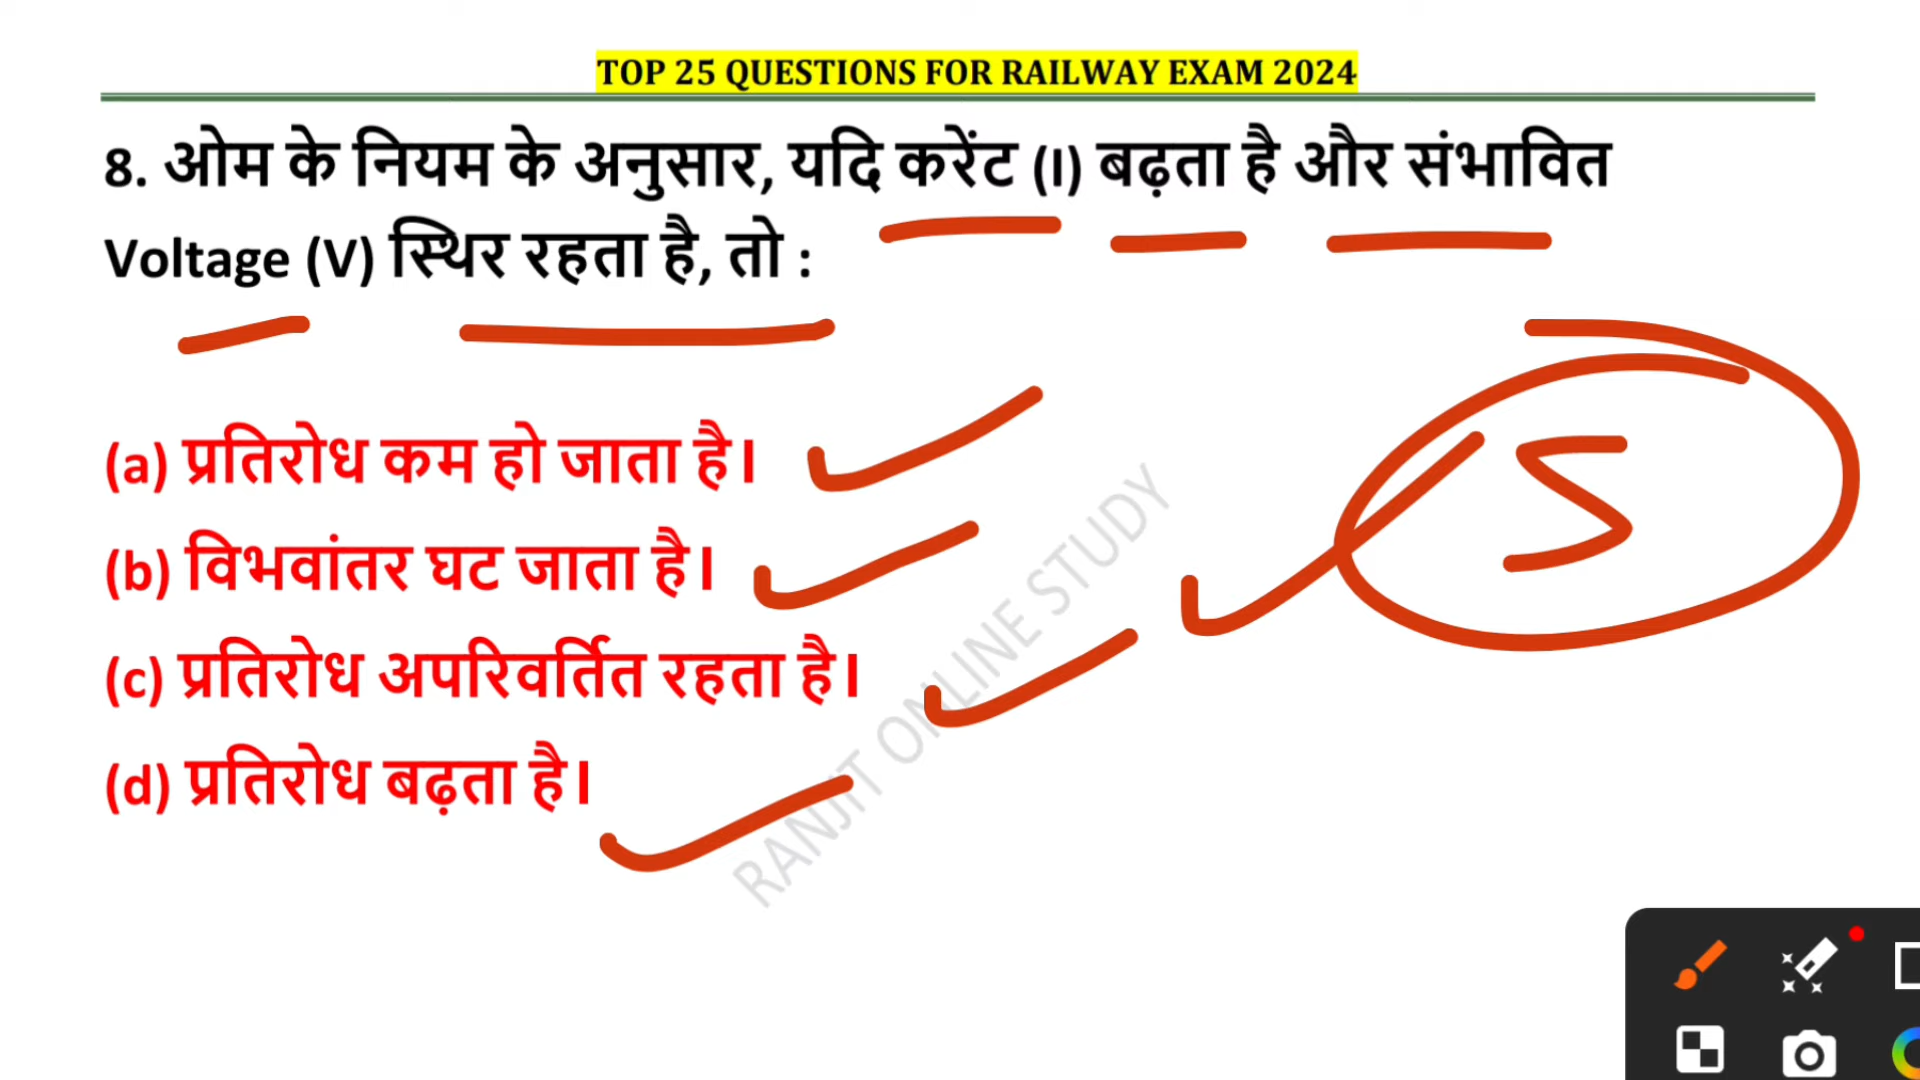 TOP 25 QUESTIONS FOR RAILWAY EXAM 2024
8. ओम के नियम के अनुसार, यदि करेंट (I) बढ़ता है और संभावित
Voltage (V) स्थिर रहता है, तो :
(a) प्रतिरोध कम हो जाता है।
(b) विभवांतर घट जाता है।
(c) प्रतिरोध अपरिवर्तित रहता है।
(d) प्रतिरोध बढ़ता है।
5
RANJIT ONLINE STUDY